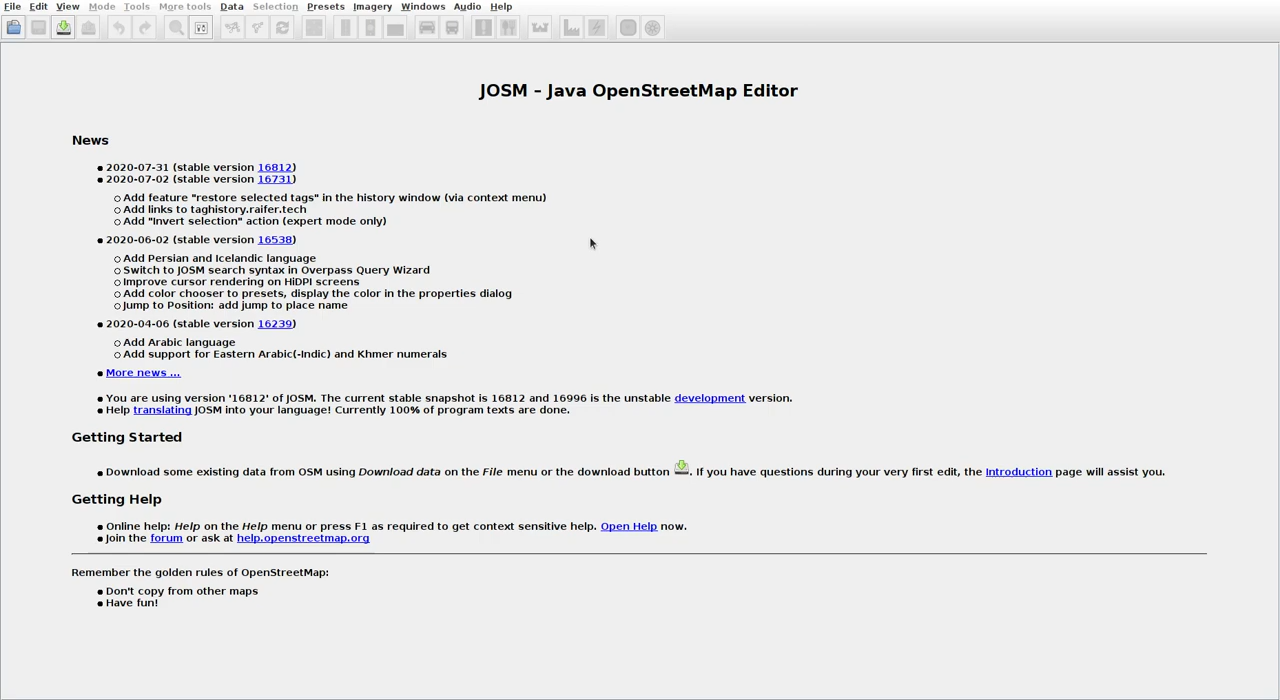 File Edit View Mode Tools More tools Data Selection Presets Imagery Windows Audio Help
JOSM – Java OpenStreetMap Editor
News
2020-07-31 (stable version 16812)
2020-07-02 (stable version 16731)
Add feature "restore selected tags" in the history window (via context menu)
Add links to taghistory.raifer.tech
Add "Invert selection" action (expert mode only)
2020-06-02 (stable version 16538)
Add Persian and Icelandic language
Switch to JOSM search syntax in Overpass Query Wizard
Improve cursor rendering on HiDPI screens
Add color chooser to presets, display the color in the properties dialog
Jump to Position: add jump to place name
2020-04-06 (stable version 16239)
Add Arabic language
Add support for Eastern Arabic(-Indic) and Khmer numerals
More news ...
You are using version '16812' of JOSM. The current stable snapshot is 16812 and 16996 is the unstable development version.
Help translating JOSM into your language! Currently 100% of program texts are done.
Getting Started
Download some existing data from OSM using Download data on the File menu or the download button . If you have questions during your very first edit, the Introduction page will assist you.
Getting Help
Online help: Help on the Help menu or press F1 as required to get context sensitive help. Open Help now.
Join the forum or ask at help.openstreetmap.org
Remember the golden rules of OpenStreetMap:
Don't copy from other maps
Have fun!